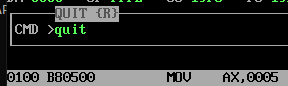 QUIT {R}
CMD >quit
0100 B80500 MOV AX,0005